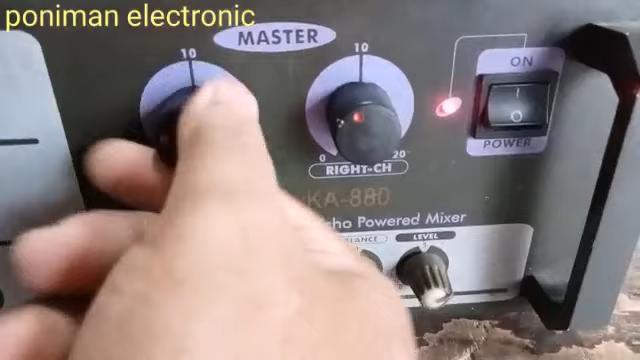 poniman electronic
MASTER
10
10
ON
I
O
POWER
0
20
RIGHT-CH
KA-880
Powered Mixer
LEVEL